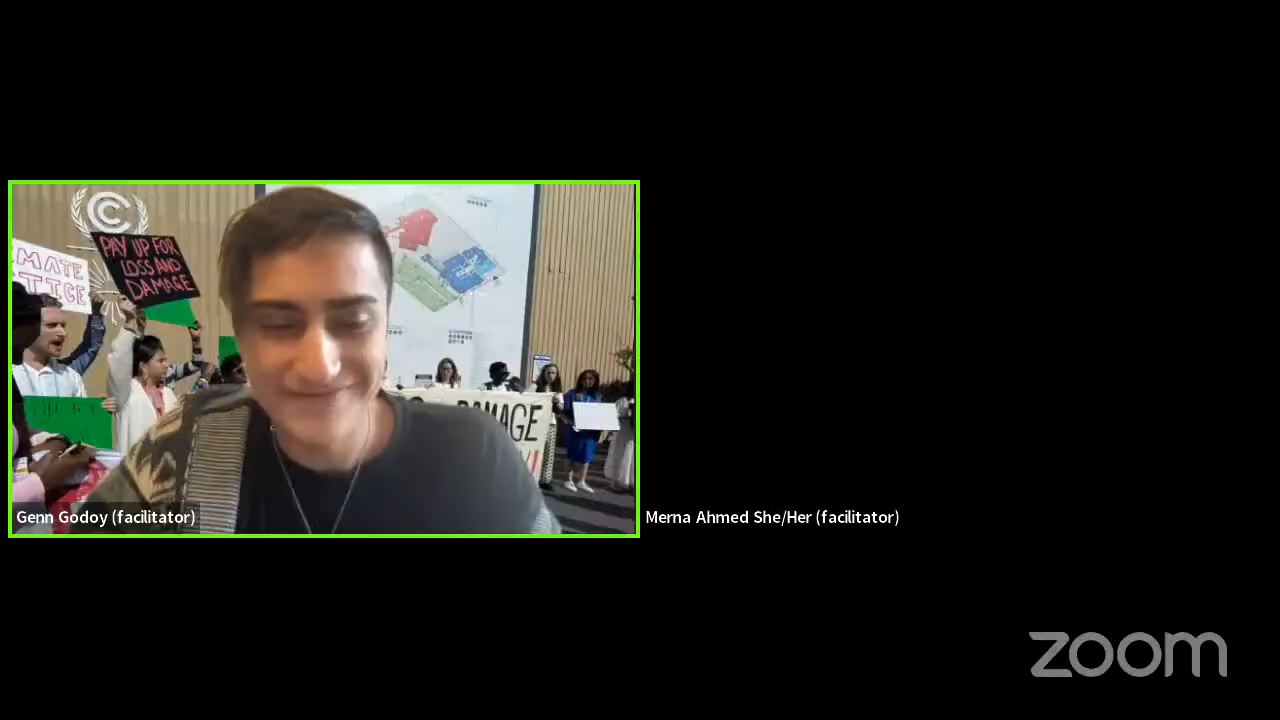 MATE
TICE
PAY UP FOR
LOSS AND
DAMAGE
DAMAGE
Genn Godoy (facilitator)
Merna Ahmed She/Her (facilitator)
zoom